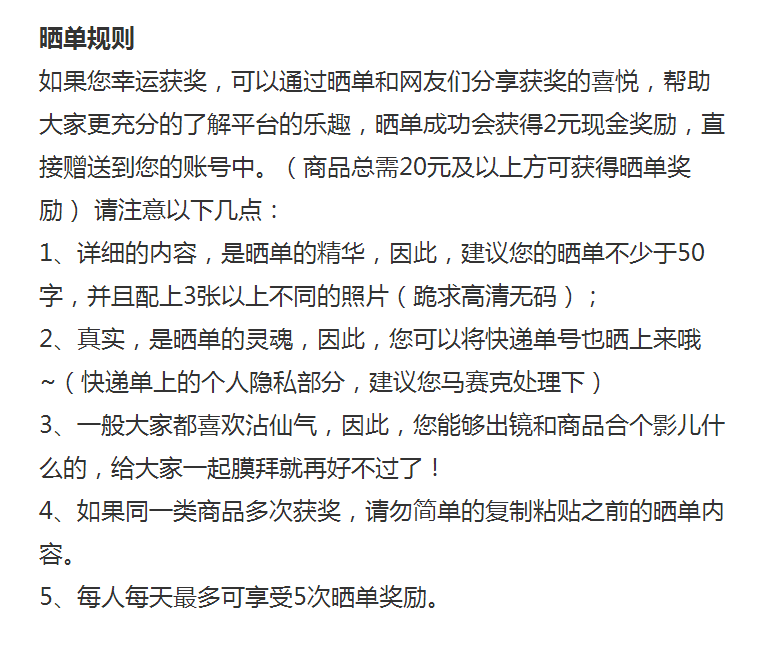 晒单规则
如果您幸运获奖，可以通过晒单和网友们分享获奖的喜悦，帮助
大家更充分的了解平台的乐趣，晒单成功会获得2元现金奖励，直
接赠送到您的账号中。（商品总需20元及以上方可获得晒单奖
励） 请注意以下几点：
1、详细的内容，是晒单的精华，因此，建议您的晒单不少于50
字，并且配上3张以上不同的照片（跪求高清无码）；
2、真实，是晒单的灵魂，因此，您可以将快递单号也晒上来哦
~（快递单上的个人隐私部分，建议您马赛克处理下）
3、一般大家都喜欢沾仙气，因此，您能够出镜和商品合个影儿什
么的，给大家一起膜拜就再好不过了！
4、如果同一类商品多次获奖，请勿简单的复制粘贴之前的晒单内
容。
5、每人每天最多可享受5次晒单奖励。